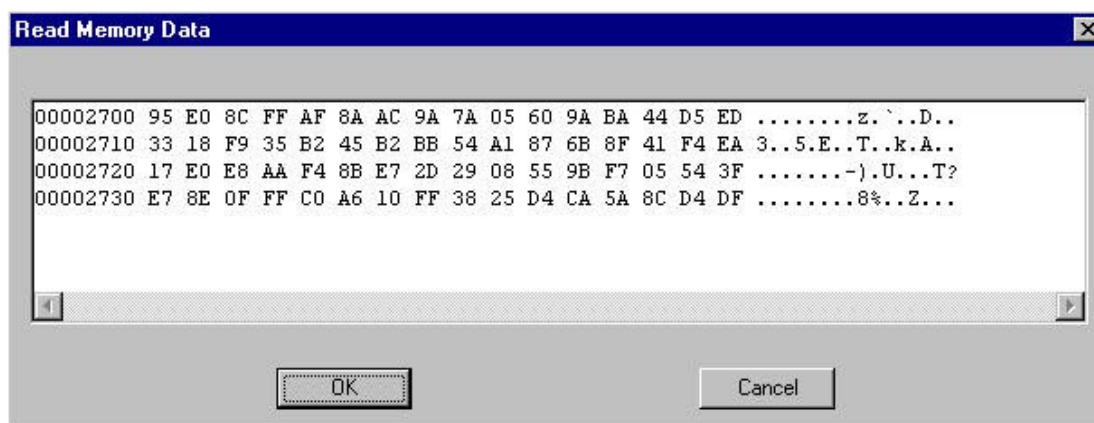 Read Memory Data
00002700 95 E0 8C FF AF 8A AC 9A 7A 05 60 9A BA 44 D5 ED ........z.`..D..
00002710 33 18 F9 35 B2 45 B2 BB 54 A1 87 6B 8F 41 F4 EA 3..5.E..T..k.A..
00002720 17 E0 E8 AA F4 8B E7 2D 29 08 55 9B F7 05 54 3F .......-).U...T?
00002730 E7 8E 0F FF C0 A6 10 FF 38 25 D4 CA 5A 8C D4 DF ........8%..Z...
OK Cancel